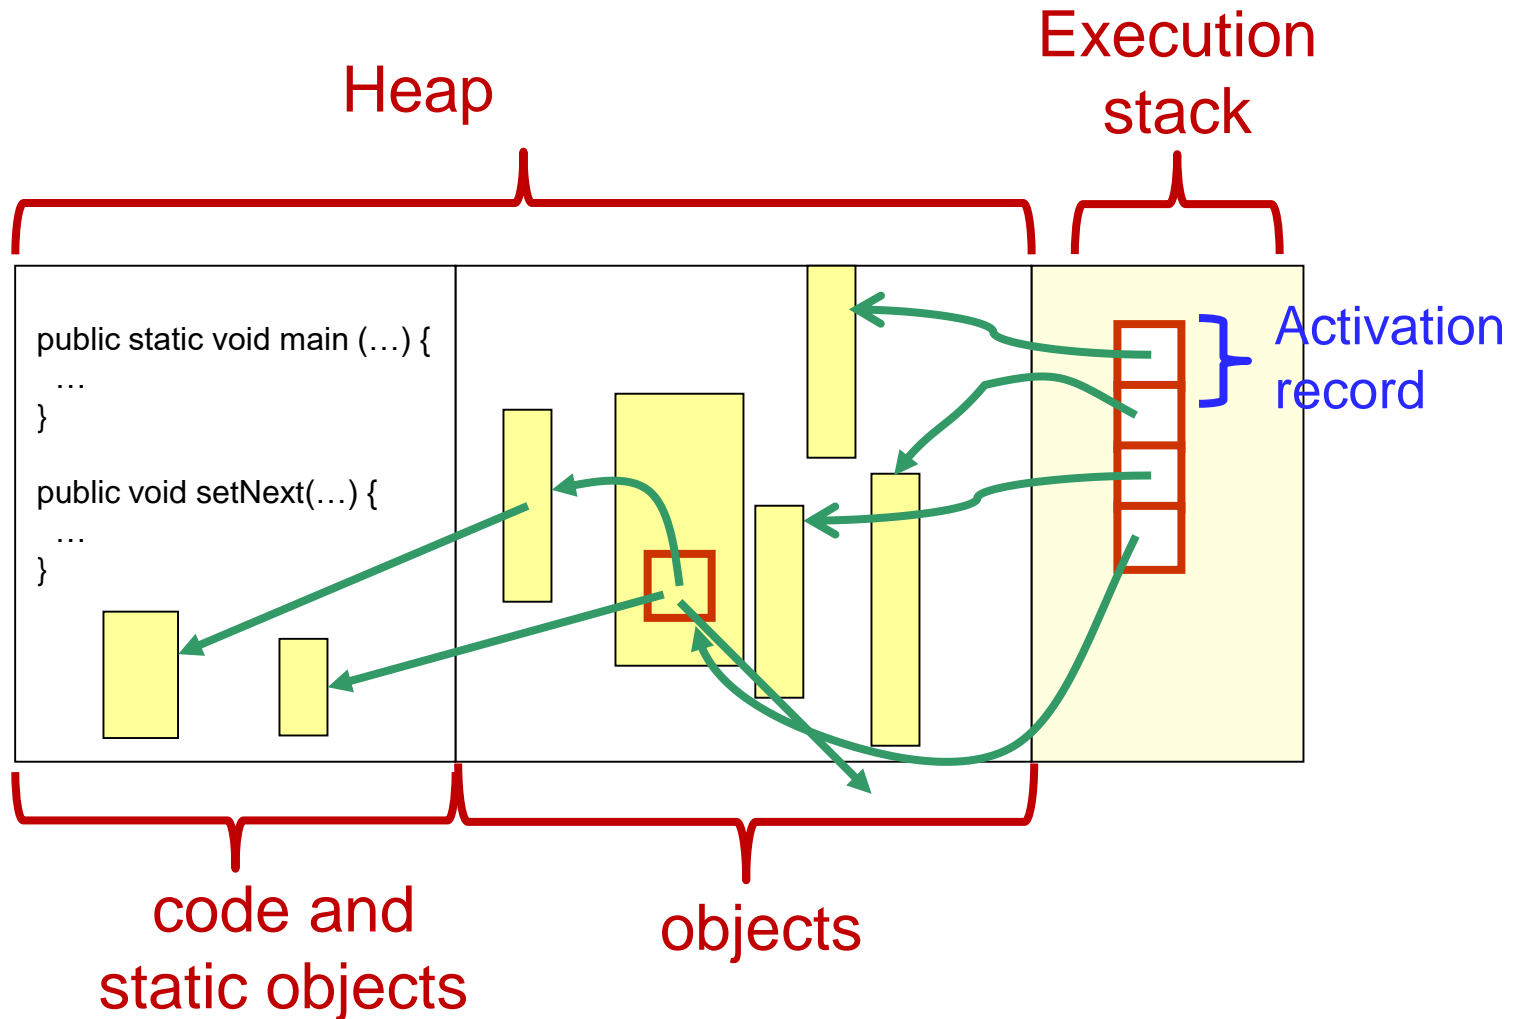 Execution
stack
Heap
public static void main (…) {
…
}
public void setNext(…) {
…
}
Activation
record
code and
static objects
objects